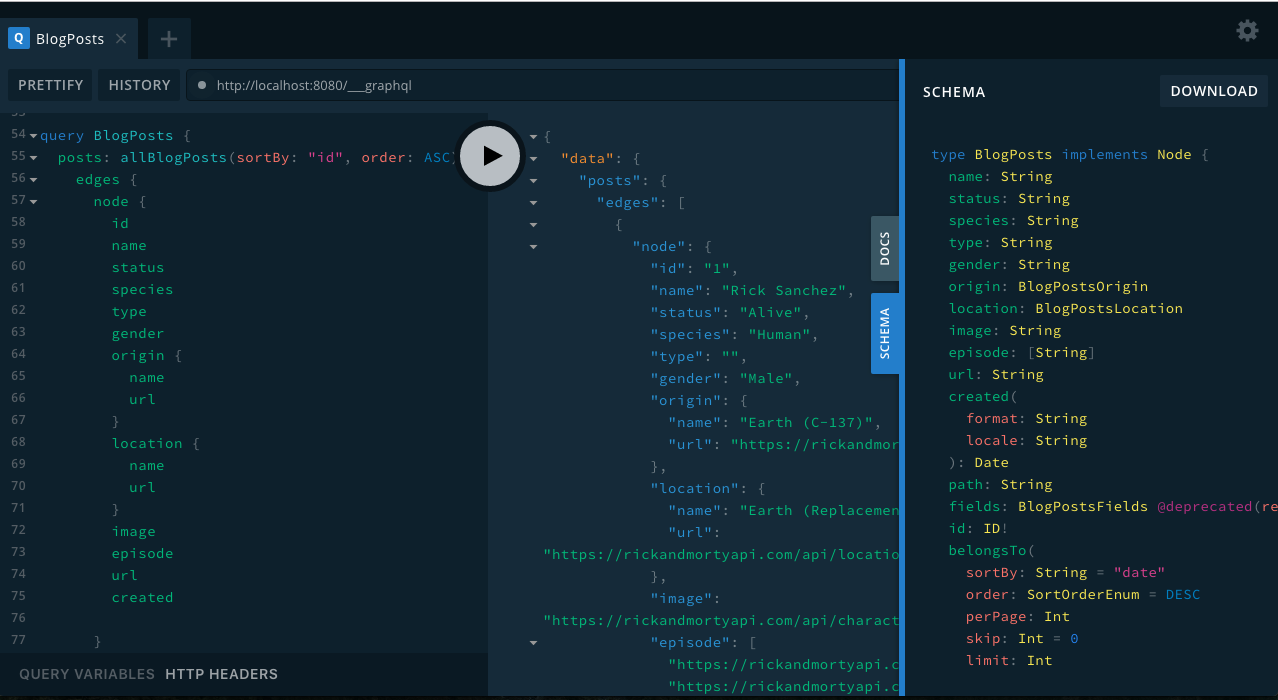 Q BlogPosts
PRETTIFY HISTORY http://localhost:8080/___graphql
54 query BlogPosts {
55 posts: allBlogPosts(sortBy: "id", order: ASC)
56 edges {
57 node {
58 id
59 name
60 status
61 species
62 type
63 gender
64 origin {
65 name
66 url
67 }
68 location {
69 name
70 url
71 }
72 image
73 episode
74 url
75 created
76
77 }
QUERY VARIABLES HTTP HEADERS
{
"data": {
"posts": {
"edges": [
{
"node": {
"id": "1",
"name": "Rick Sanchez",
"status": "Alive",
"species": "Human",
"type": "",
"gender": "Male",
"origin": {
"name": "Earth (C-137)",
"url": "https://rickandmor
},
"location": {
"name": "Earth (Replacemen
"url":
"https://rickandmortyapi.com/api/locatio
},
"image":
"https://rickandmortyapi.com/api/charact
"episode": [
"https://rickandmortyapi.c
"https://rickandmortyapi.c
DOCS
SCHEMA
SCHEMA DOWNLOAD
type BlogPosts implements Node {
name: String
status: String
species: String
type: String
gender: String
origin: BlogPostsOrigin
location: BlogPostsLocation
image: String
episode: [String]
url: String
created(
format: String
locale: String
): Date
path: String
fields: BlogPostsFields @deprecated(re
id: ID!
belongsTo(
sortBy: String = "date"
order: SortOrderEnum = DESC
perPage: Int
skip: Int = 0
limit: Int